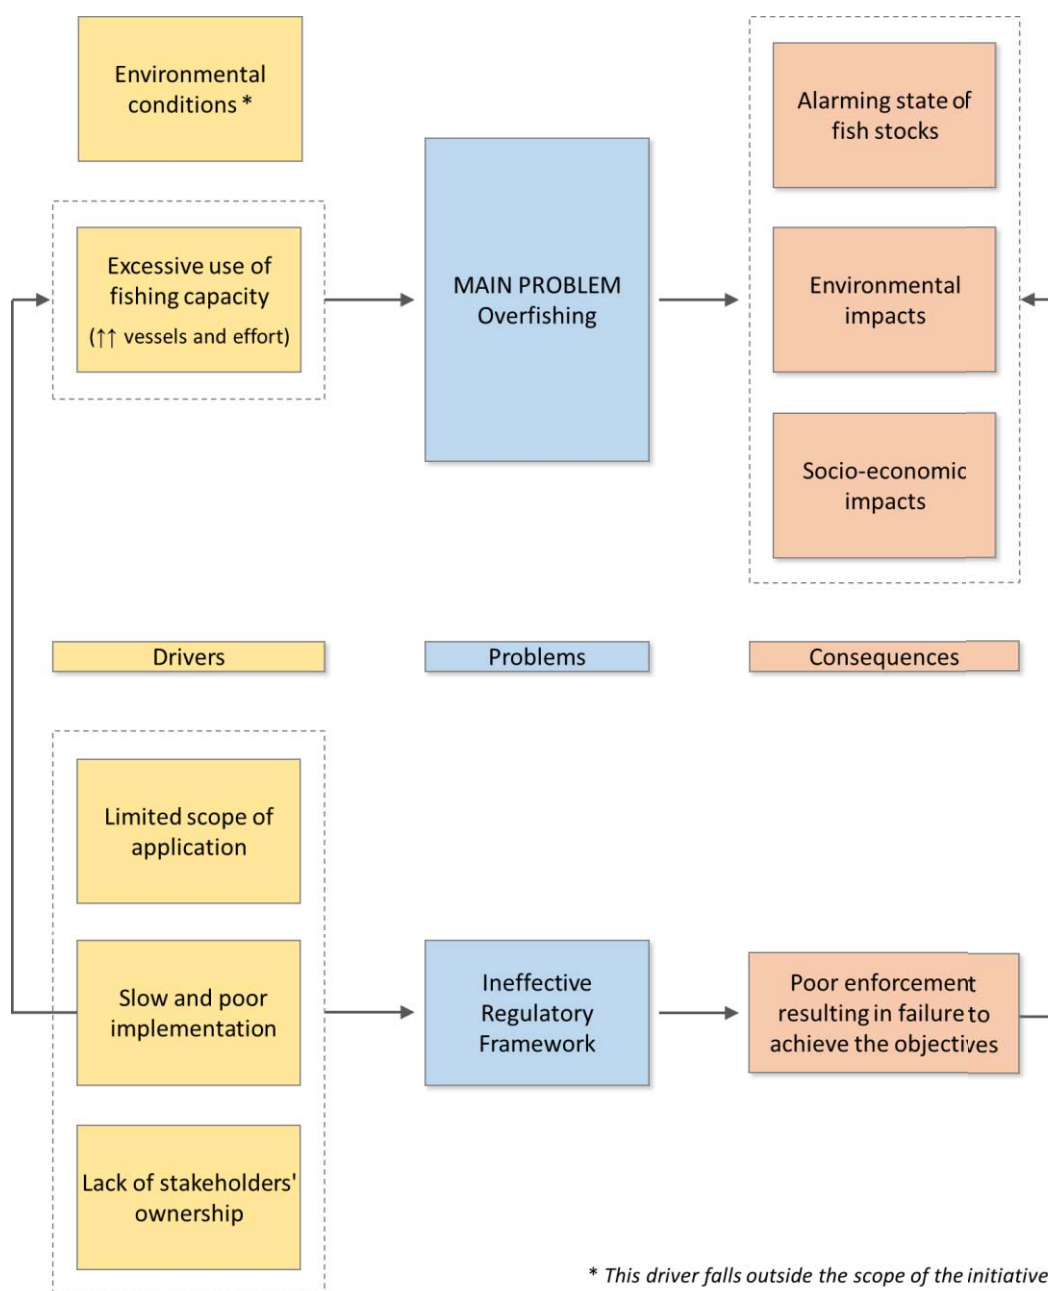 Environmental
conditions *
Excessive use of
fishing capacity
(↑↑ vessels and effort)
MAIN PROBLEM
Overfishing
Alarming state of
fish stocks
Environmental
impacts
Socio-economic
impacts
Drivers
Problems
Consequences
Limited scope of
application
Slow and poor
implementation
Lack of stakeholders'
ownership
Ineffective
Regulatory
Framework
Poor enforcement
resulting in failure to
achieve the objectives
* This driver falls outside the scope of the initiative